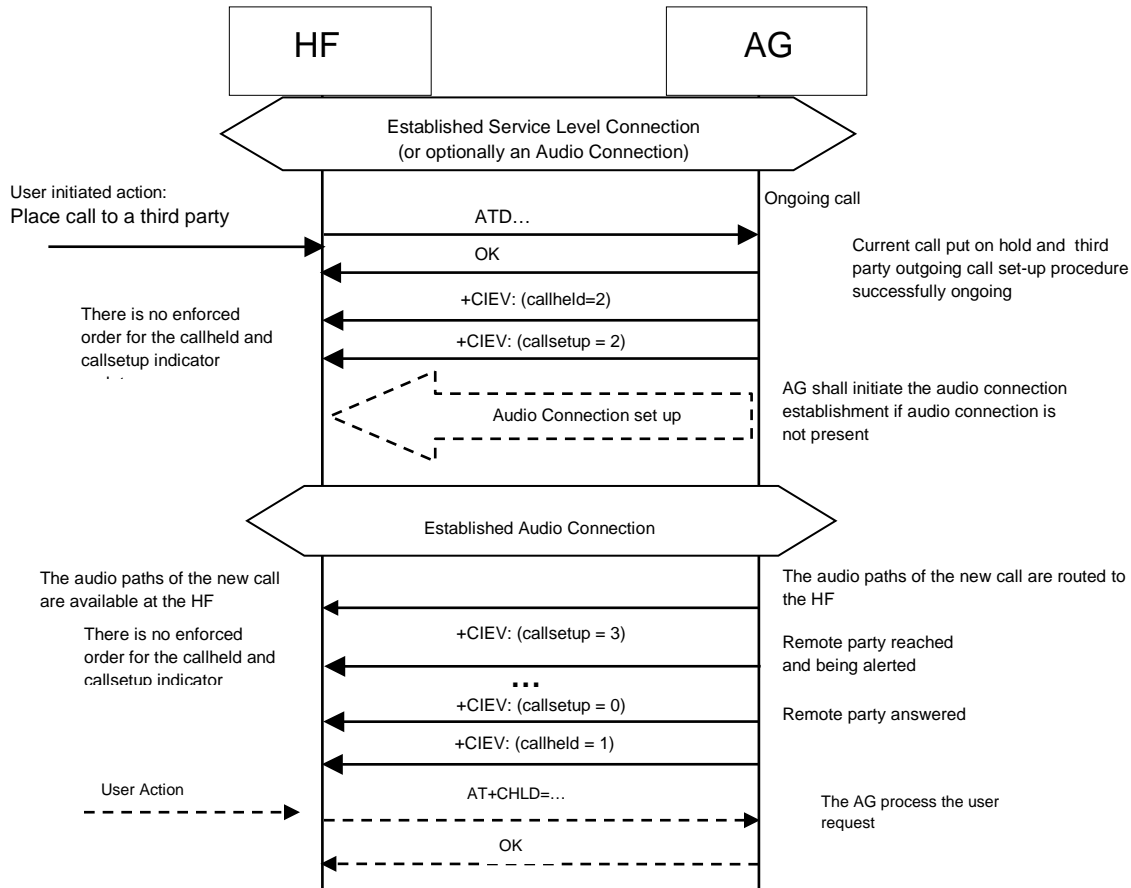 HF
AG
Established Service Level Connection
(or optionally an Audio Connection)
User initiated action:
Place call to a third party
Ongoing call
ATD…
OK
Current call put on hold and third
party outgoing call set-up procedure
successfully ongoing
+CIEV: (callheld=2)
There is no enforced
order for the callheld and
callsetup indicator
+CIEV: (callsetup = 2)
Audio Connection set up
AG shall initiate the audio connection
establishment if audio connection is
not present
Established Audio Connection
The audio paths of the new call
are available at the HF
The audio paths of the new call are routed to
the HF
There is no enforced
order for the callheld and
callsetup indicator
+CIEV: (callsetup = 3)
Remote party reached
and being alerted
…
+CIEV: (callsetup = 0)
Remote party answered
+CIEV: (callheld = 1)
User Action
AT+CHLD=…
The AG process the user
request
OK